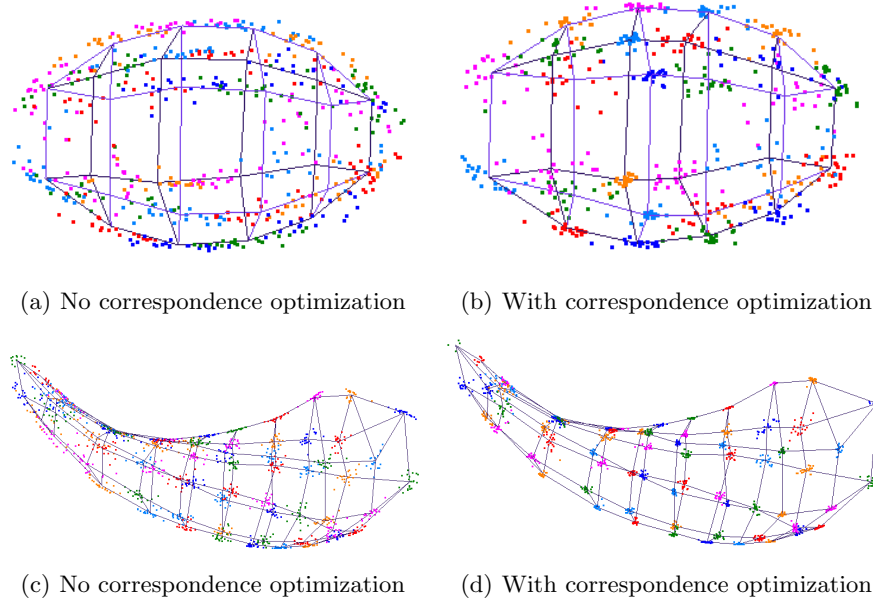 (a) No correspondence optimization
(b) With correspondence optimization
(c) No correspondence optimization
(d) With correspondence optimization